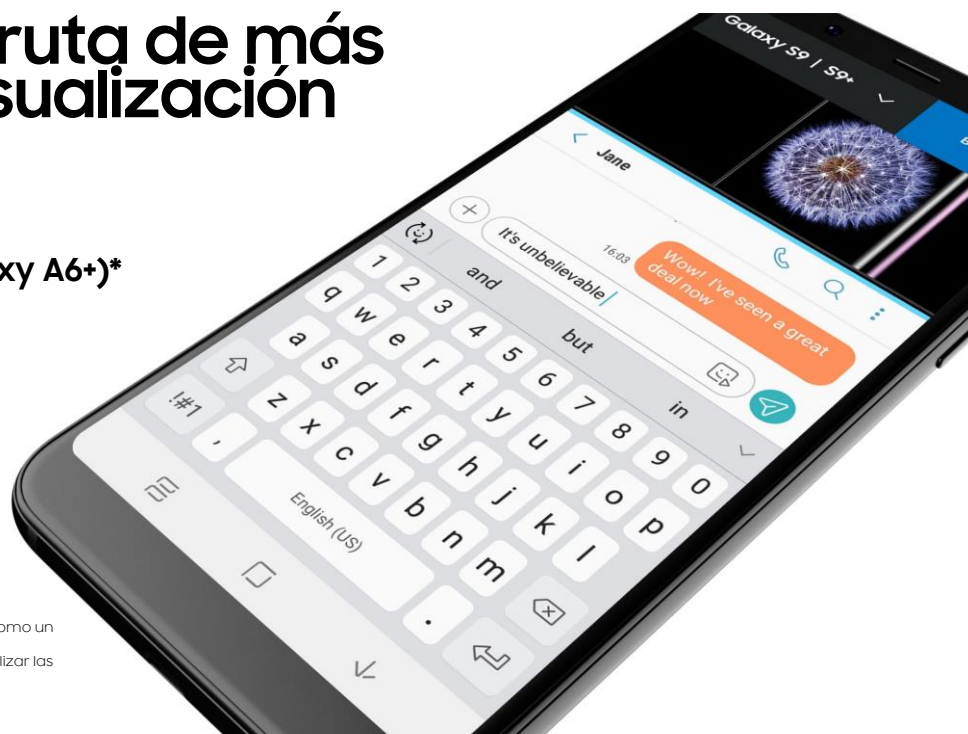 ruta de más
sualización
xy A6+)*
omo un
lizar las
Galaxy S9 | S9+
Jane
Wow! I've seen a great
deal now
16:03
It's unbelievable
and but in
1 2 3 4 5 6 7 8 9 0
q w e r t y u i o p
a s d f g h j k l
z x c v b n m
!#1 , English (US) .